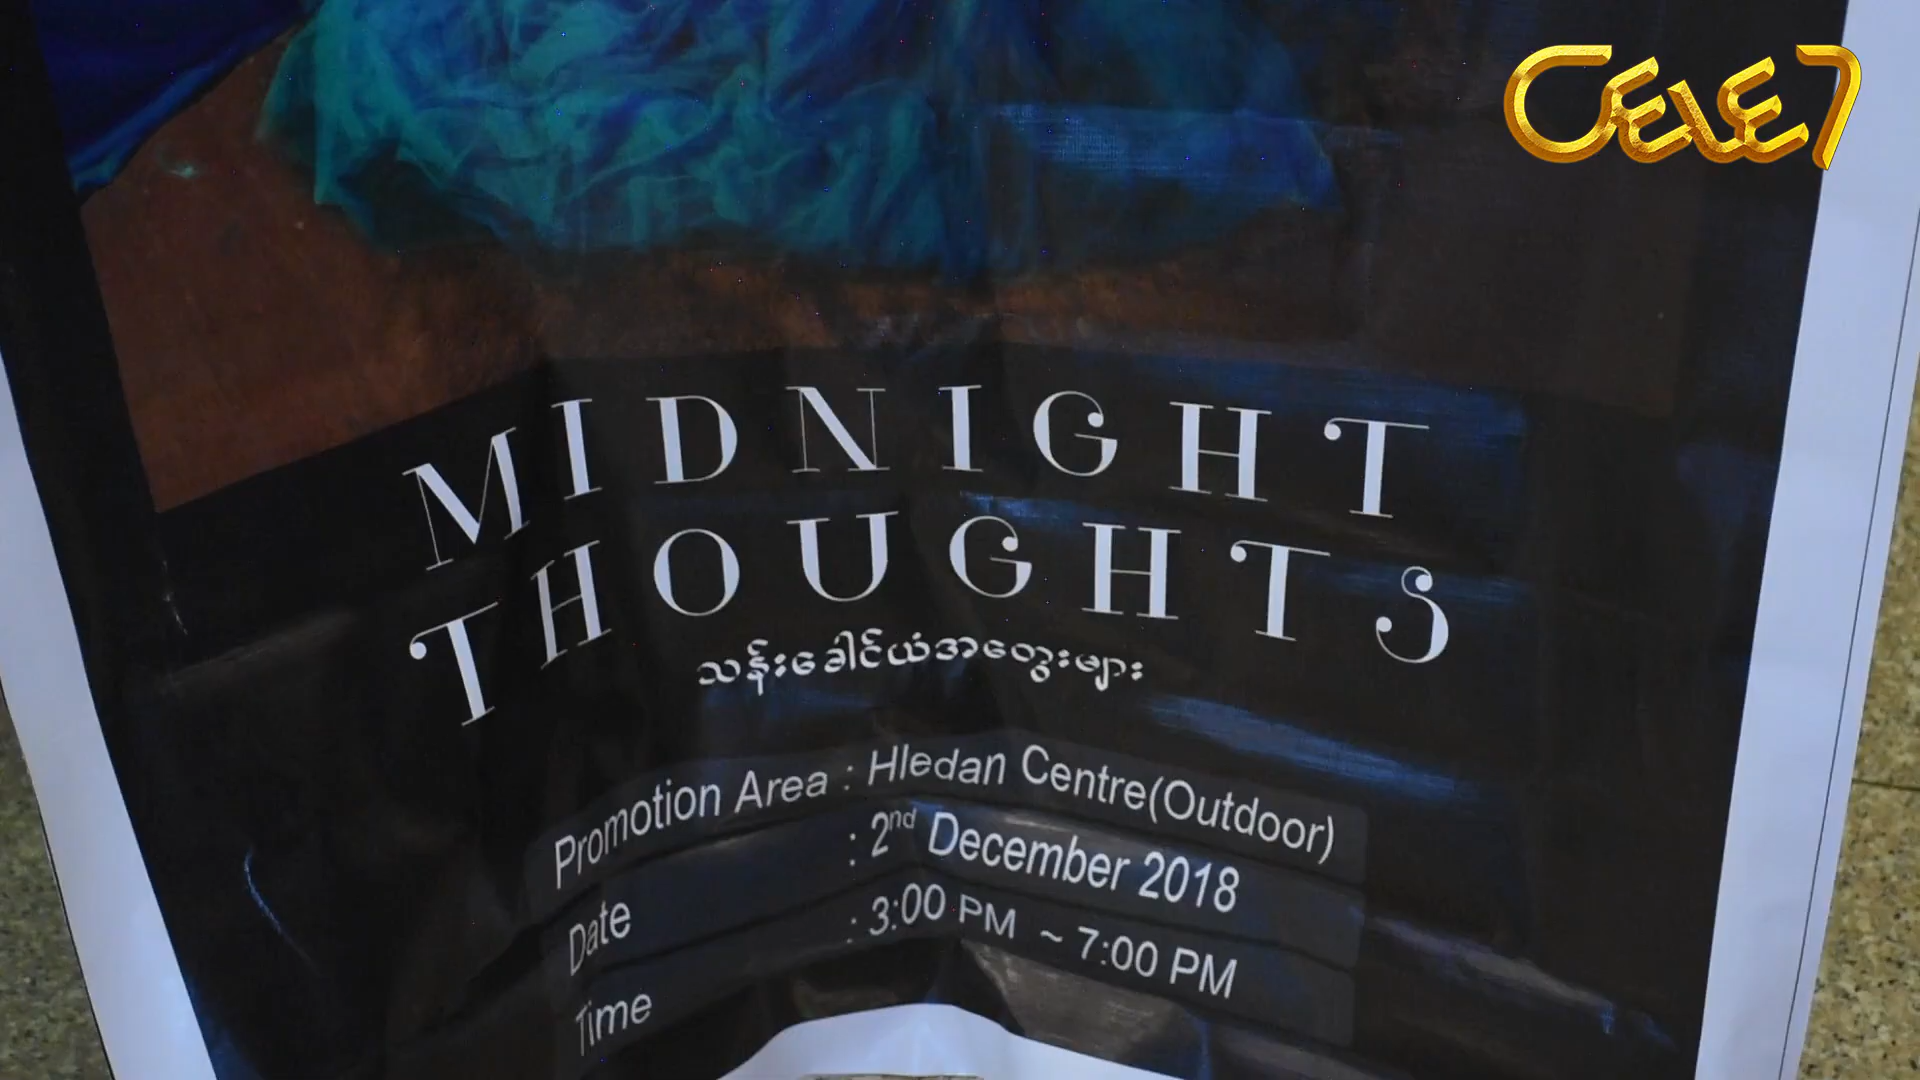 CELE7
MIDNIGHT
THOUGHTS
သန်းခေါင်ယံအတွေးများ
Promotion Area : Hledan Centre(Outdoor)
Date : 2nd December 2018
Time : 3:00 PM ~ 7:00 PM